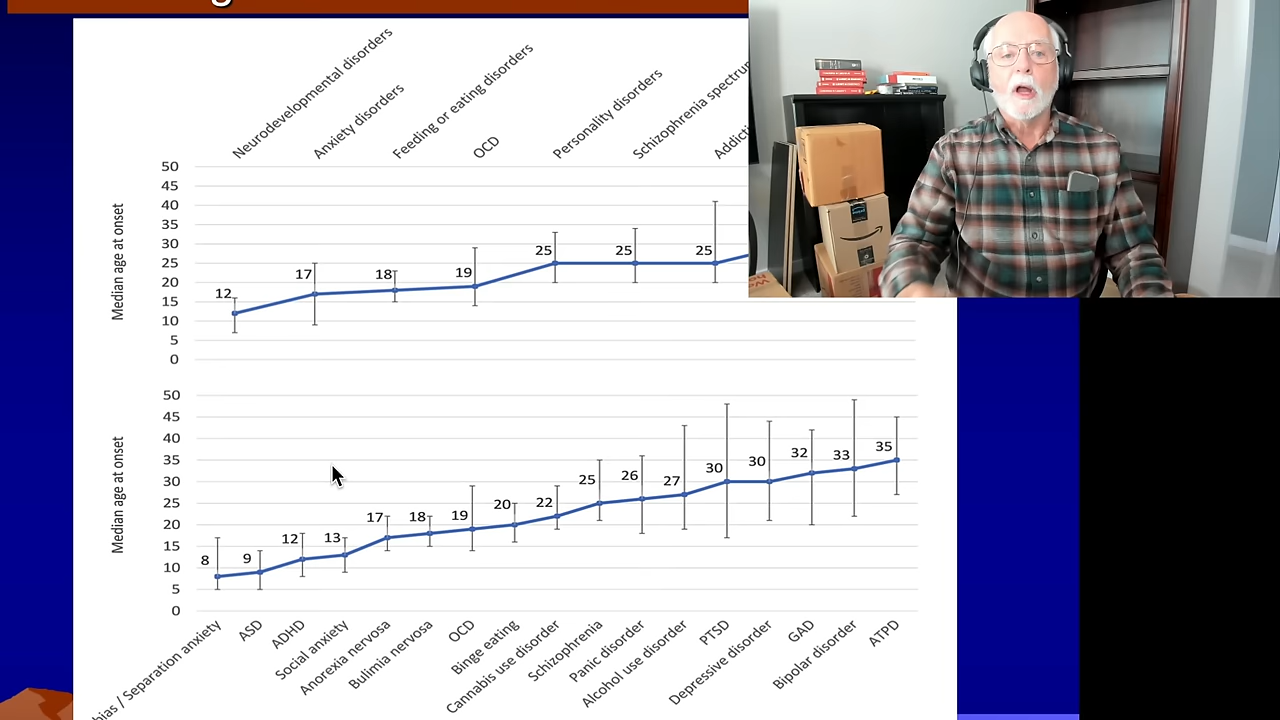 Neurodevelopmental disorders
Anxiety disorders
Feeding or eating disorders
OCD
Personality disorders
Schizophrenia spectrum
Median age at onset
50
45
40
35
30
25
20
15
10
5
0
12
17
18
19
25
25
25
Median age at onset
50
45
40
35
30
25
20
15
10
5
0
8
9
12
13
17
18
19
20
22
25
26
27
30
30
32
33
35
/ Separation anxiety
ASD
ADHD
Social anxiety
Anorexia nervosa
Bulimia nervosa
OCD
Binge eating
Cannabis use disorder
Schizophrenia
Panic disorder
Alcohol use disorder
PTSD
Depressive disorder
GAD
Bipolar disorder
ATPD